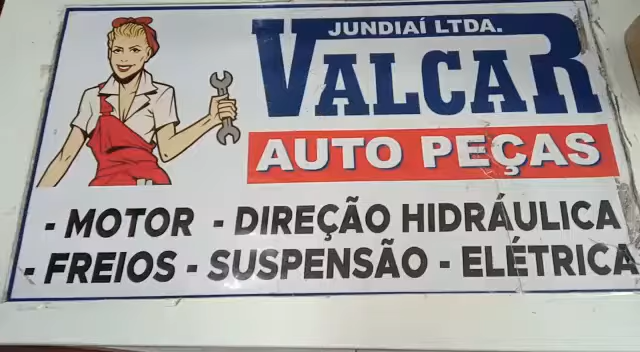 JUNDIAÍ LTDA.
VALCAR
AUTO PEÇAS
- MOTOR - DIREÇÃO HIDRÁULICA
- FREIOS - SUSPENSÃO - ELÉTRICA